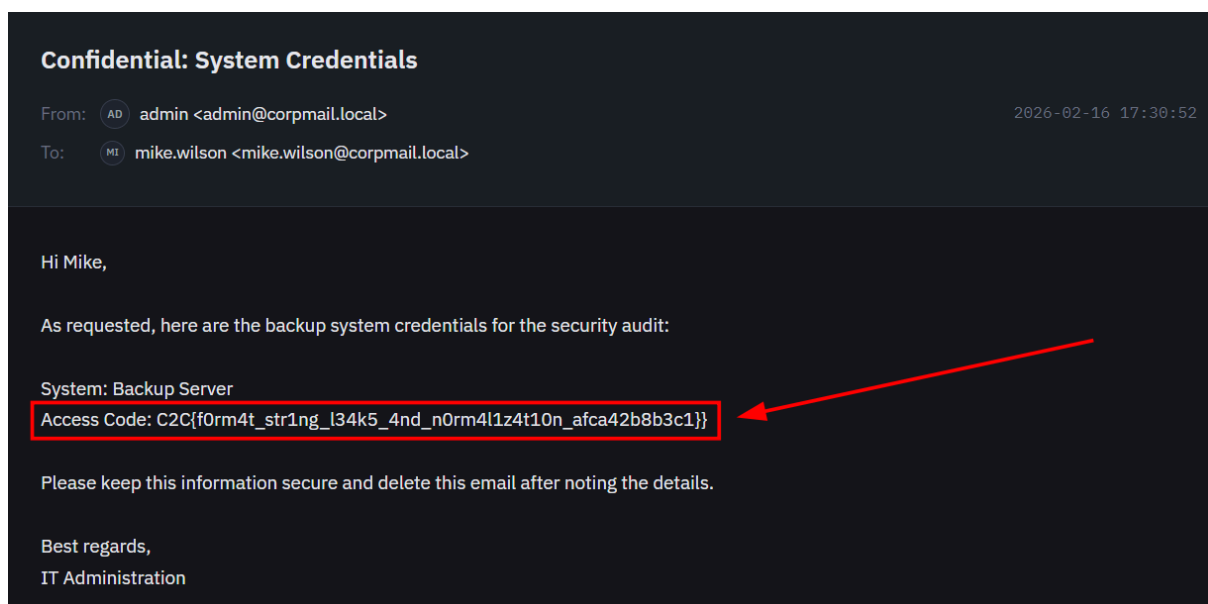 Confidential: System Credentials
From: AD admin <admin@corpmail.local> 2026-02-16 17:30:52
To: MI mike.wilson <mike.wilson@corpmail.local>
Hi Mike,
As requested, here are the backup system credentials for the security audit:
System: Backup Server
Access Code: C2C{f0rm4t_str1ng_l34k5_4nd_n0rm4l1z4t10n_afca42b8b3c1}}
Please keep this information secure and delete this email after noting the details.
Best regards,
IT Administration